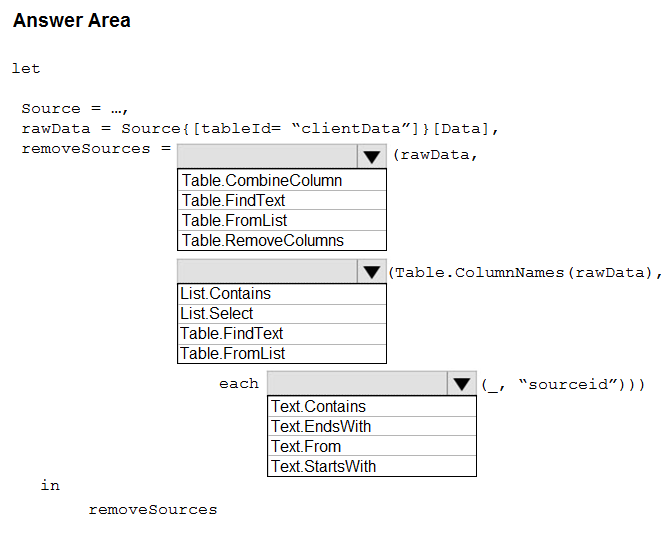 Answer Area
let
Source = …,
rawData = Source{[tableId= “clientData”]}[Data],
removeSources = (rawData,
Table.CombineColumn
Table.FindText
Table.FromList
Table.RemoveColumns
(Table.ColumnNames(rawData),
List.Contains
List.Select
Table.FindText
Table.FromList
each (_, “sourceid”)))
Text.Contains
Text.EndsWith
Text.From
Text.StartsWith
in
removeSources